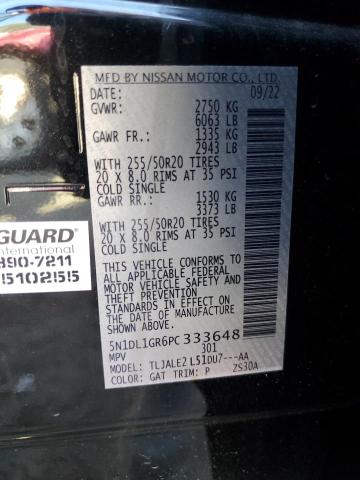 MFD BY NISSAN MOTOR CO., LTD.
DATE: 09/22
GVWR: 2750 KG
6063 LB
GAWR FR.: 1335 KG
2943 LB
WITH 255/50R20 TIRES
20 X 8.0 RIMS AT 35 PSI
COLD SINGLE
GAWR RR.: 1530 KG
3373 LB
WITH 255/50R20 TIRES
20 X 8.0 RIMS AT 35 PSI
COLD SINGLE
THIS VEHICLE CONFORMS TO
ALL APPLICABLE FEDERAL
MOTOR VEHICLE SAFETY AND
THEFT PREVENTION
STANDARDS IN EFFECT ON
THE DATE OF
MANUFACTURE SHOWN ABOVE.
5N1DL1GR6PC 333648
MPV 301
MODEL: TLJALE2 L51DU7---AA
COLOR: GAT TRIM: P ZS30A
GUARD
international
890-7211
510255